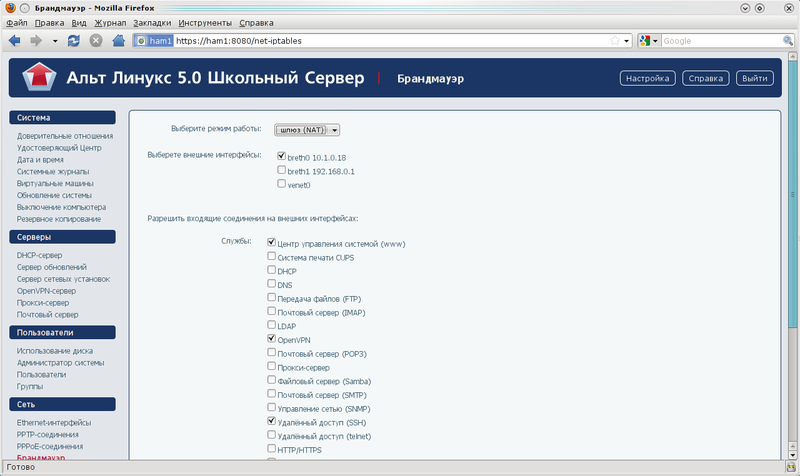 Брандмауэр - Mozilla Firefox
Файл Правка Вид Журнал Закладки Инструменты Справка
ham1 https://ham1:8080/net-iptables Google
Альт Линукс 5.0 Школьный Сервер | Брандмауэр Настройка Справка Выйти
Система
Доверительные отношения
Удостоверяющий Центр
Дата и время
Системные журналы
Виртуальные машины
Обновление системы
Выключение компьютера
Резервное копирование
Серверы
DHCP-сервер
Сервер обновлений
Сервер сетевых установок
OpenVPN-сервер
Прокси-сервер
Почтовый сервер
Пользователи
Использование диска
Администратор системы
Пользователи
Группы
Сеть
Ethernet-интерфейсы
PPTP-соединения
PPPoE-соединения
Брандмауэр
Выберите режим работы: шлюз (NAT)
Выберете внешние интерфейсы: breth0 10.1.0.18
breth1 192.168.0.1
venet0
Разрешить входящие соединения на внешних интерфейсах:
Службы: Центр управления системой (www)
Система печати CUPS
DHCP
DNS
Передача файлов (FTP)
Почтовый сервер (IMAP)
LDAP
OpenVPN
Почтовый сервер (POP3)
Прокси-сервер
Файловый сервер (Samba)
Почтовый сервер (SMTP)
Управление сетью (SNMP)
Удалённый доступ (SSH)
Удалённый доступ (telnet)
HTTP/HTTPS
Готово